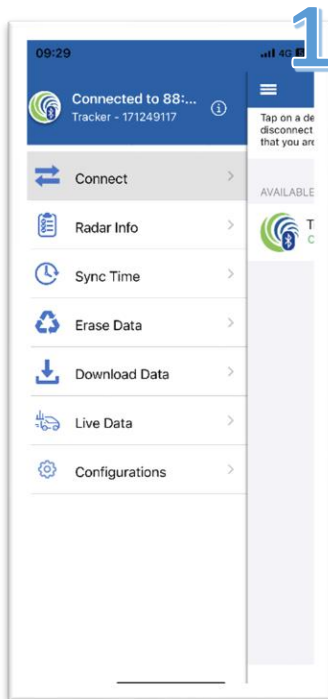 1
09:29
4G
Connected to 88:...
Tracker - 171249117
Tap on a de
disconnect
that you are
Connect
AVAILABLE
Radar Info
Sync Time
Erase Data
Download Data
Live Data
Configurations